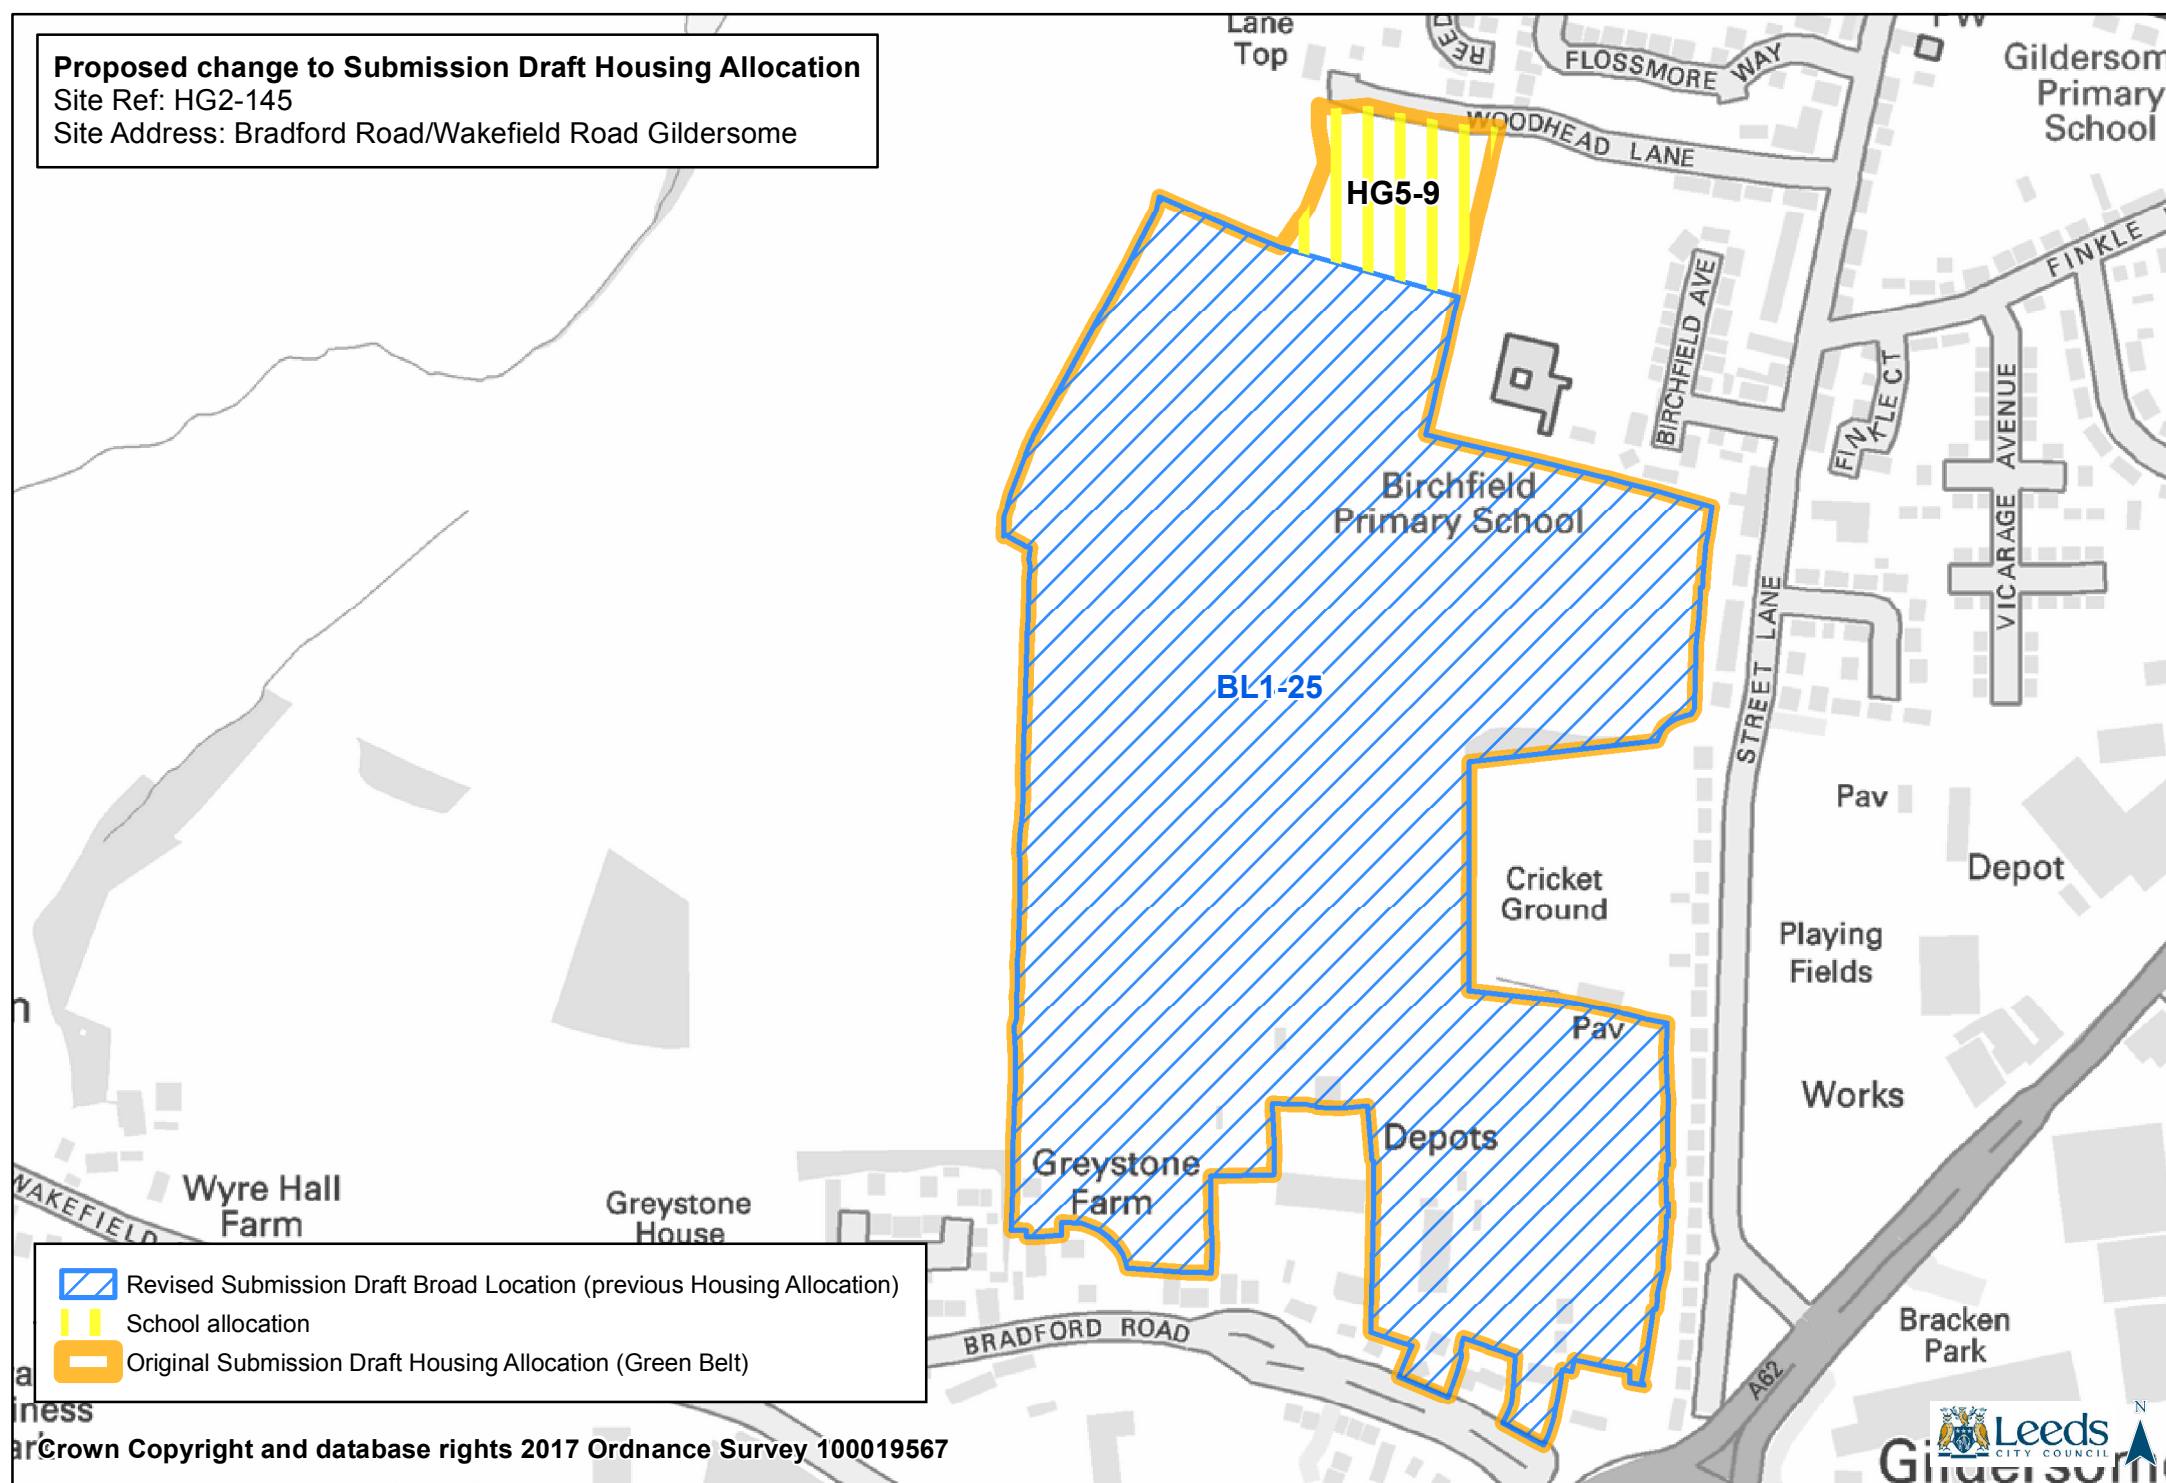 Proposed change to Submission Draft Housing Allocation
Site Ref: HG2-145
Site Address: Bradford Road/Wakefield Road Gildersome
Lane
Top
REED
FLOSSMORE WAY
PW
Gildersom
Primary
School
WOODHEAD LANE
HG5-9
FINKLE
BIRCHFIELD AVE
FINKLE CT
VICARAGE AVENUE
Birchfield
Primary School
STREET LANE
BL1-25
Pav
Depot
Cricket
Ground
Playing
Fields
Pav
Works
Depots
Greystone
Farm
Wyre Hall
Farm
Greystone
House
WAKEFIELD
BRADFORD ROAD
Bracken
Park
A62
Revised Submission Draft Broad Location (previous Housing Allocation)
School allocation
Original Submission Draft Housing Allocation (Green Belt)
iness
Crown Copyright and database rights 2017 Ordnance Survey 100019567
N
Leeds
CITY COUNCIL